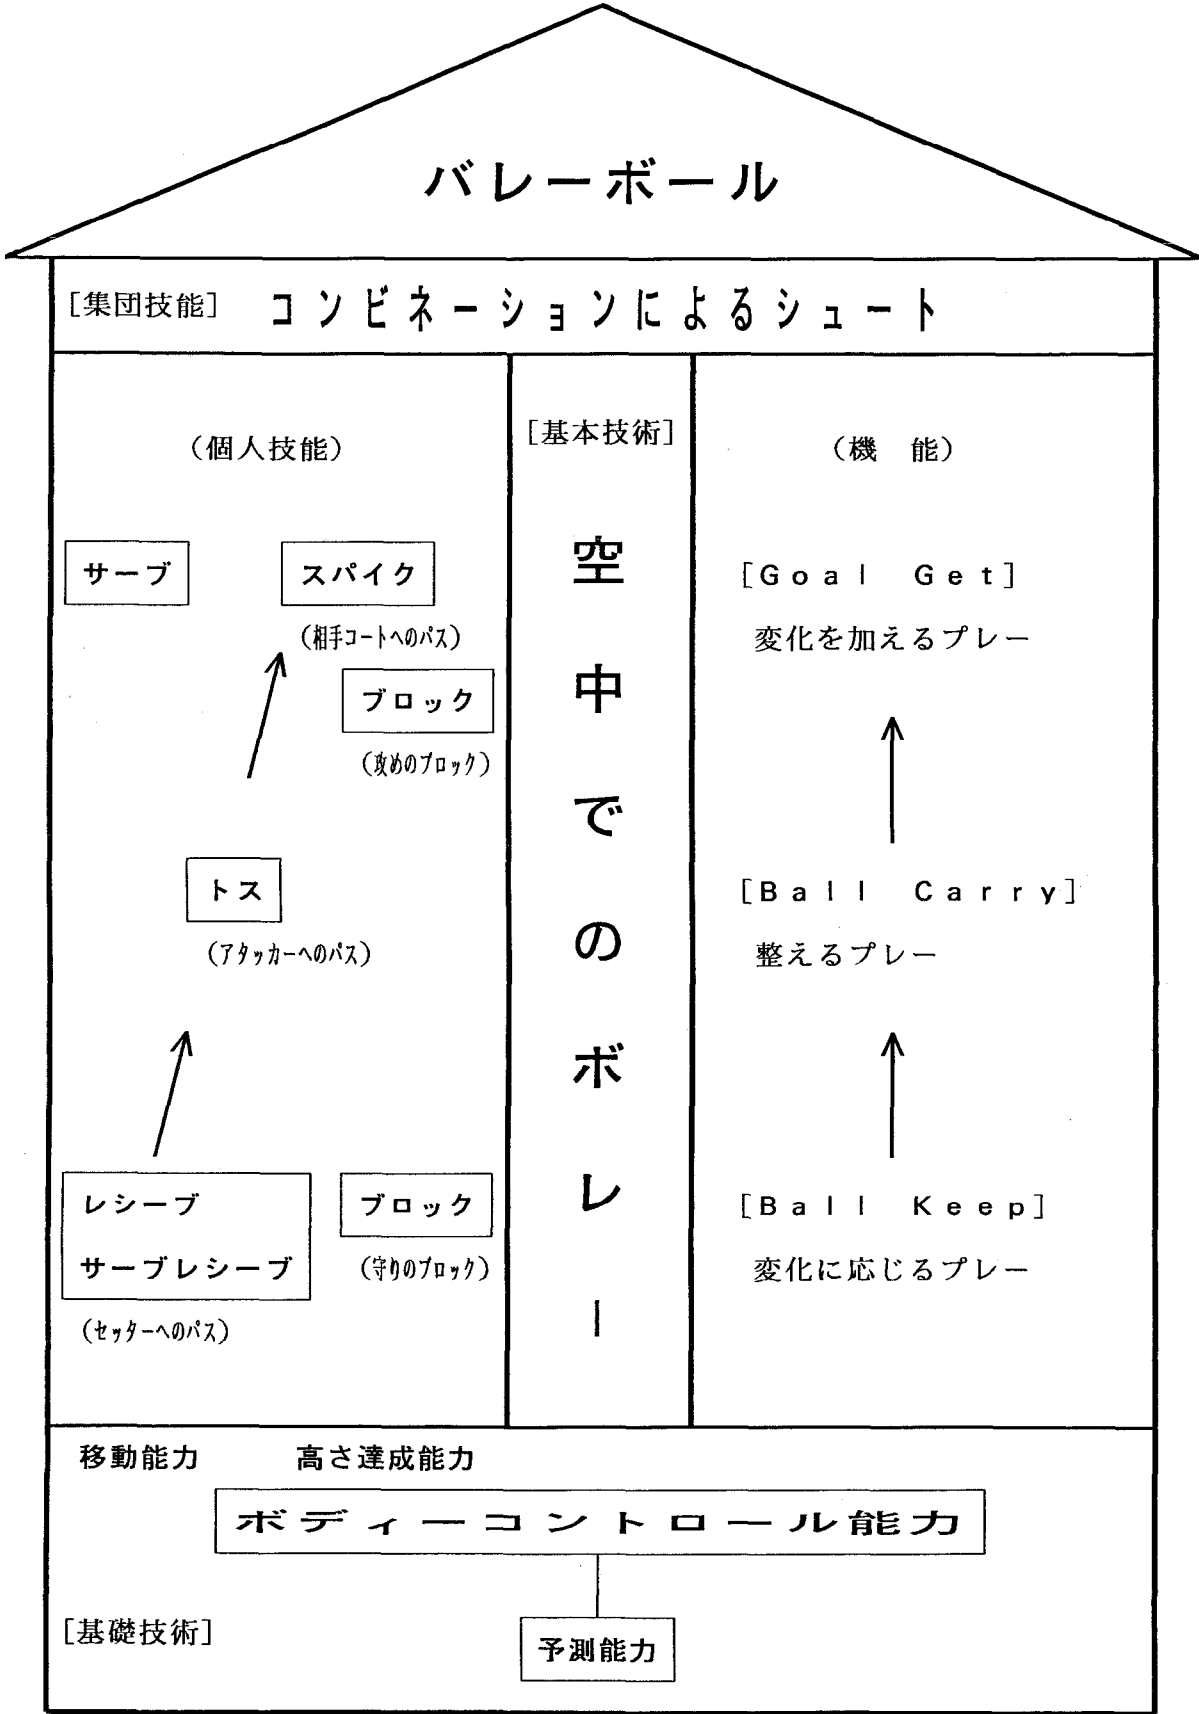 バレーボール
[集団技能] コンビネーションによるシュート
(個人技能)
サーブ
スパイク
(相手コートへのパス)
ブロック
(攻めのブロック)
トス
(アタッカーへのパス)
レシーブ
サーブレシーブ
(セッターへのパス)
ブロック
(守りのブロック)
[基本技術]
空中でのボレー
(機 能)
[Goal Get]
変化を加えるプレー
[Ball Carry]
整えるプレー
[Ball Keep]
変化に応じるプレー
移動能力 高さ達成能力
ボディーコントロール能力
[基礎技術]
予測能力